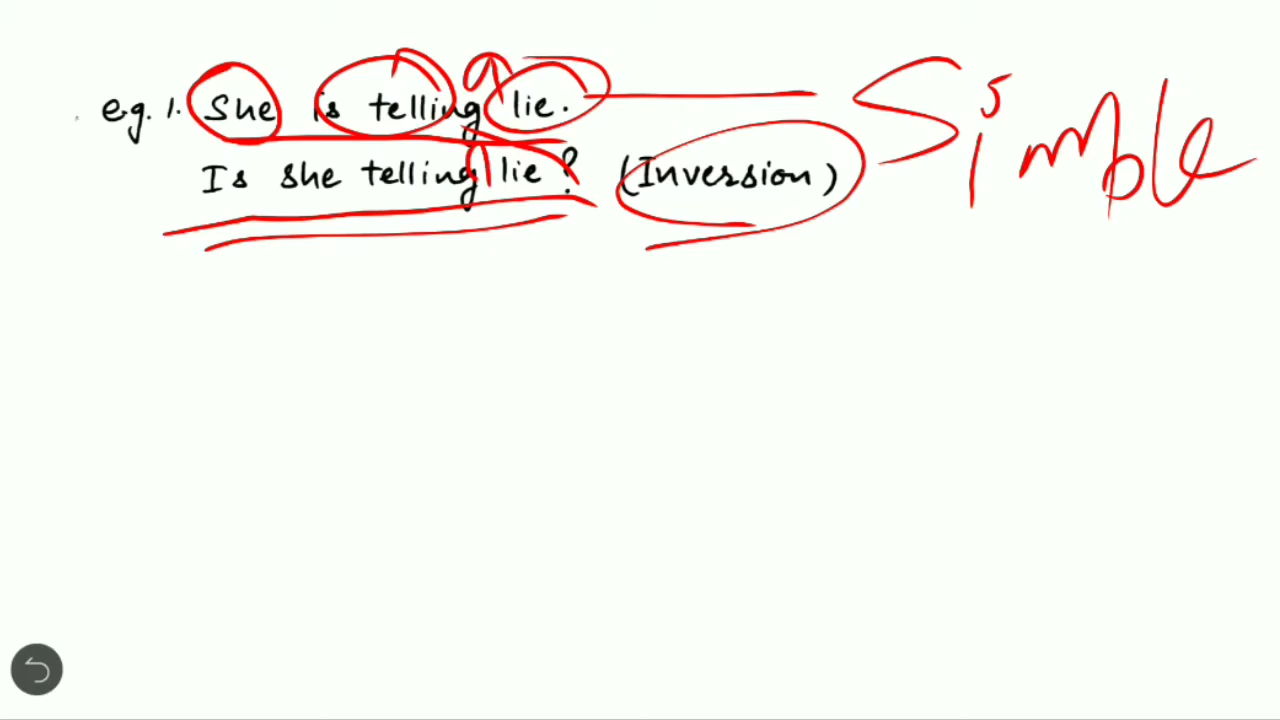 e.g. 1. She is telling lie. Simple
Is she telling lie? (Inversion)